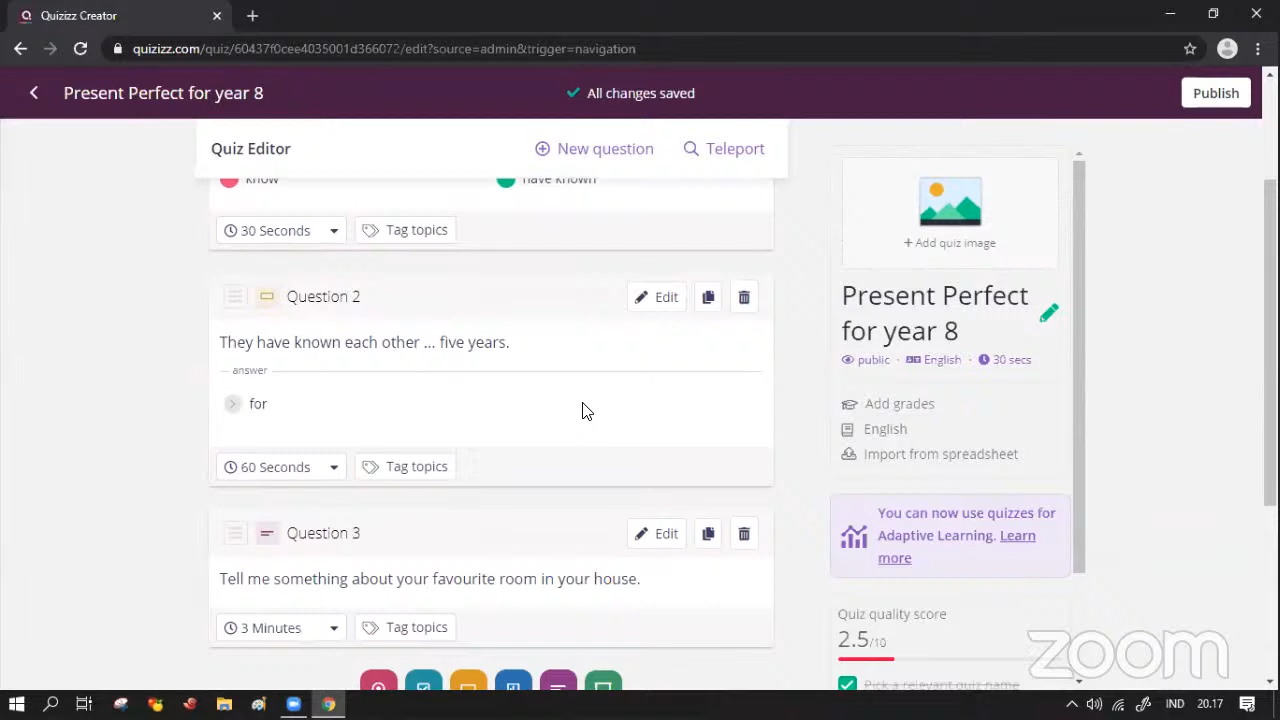 Quizizz Creator
quizizz.com/quiz/60437f0cee4035001d366072/edit?source=admin&trigger=navigation
Present Perfect for year 8
All changes saved
Publish
Quiz Editor
New question
Teleport
know
have known
30 Seconds
Tag topics
Question 2
Edit
They have known each other ... five years.
answer
for
60 Seconds
Tag topics
Question 3
Edit
Tell me something about your favourite room in your house.
3 Minutes
Tag topics
+ Add quiz image
Present Perfect
for year 8
public · English · 30 secs
Add grades
English
Import from spreadsheet
You can now use quizzes for
Adaptive Learning. Learn
more
Quiz quality score
2.5/10
Pick a relevant quiz name
zoom
IND
20.17